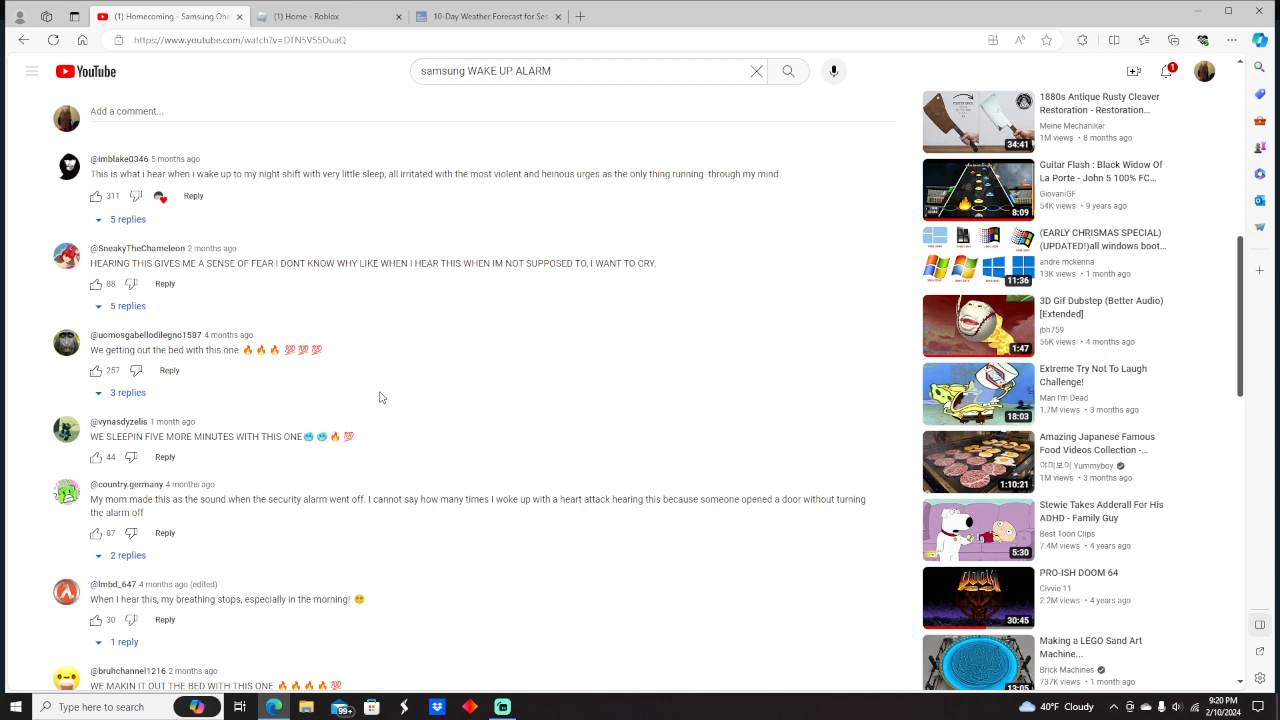 (1) Homecoming - Samsung One
(1) Home - Roblox
10-Day Weather Forecast for Ses
https://www.youtube.com/watch?v=DTN5V55DuaQ
YouTube
samsung WAKE UP ALARM
1
Add a comment...
@imblake0346 5 months ago
This is what i hear when i wake up to my night shift with very little sleep, all irritated with the most violent and heinous urges as the only thing running through my mind
311 Reply
5 replies
@SneakyTheChameleon 2 months ago
HEARING THIS GIVES ME A SENSE OF FEAR I DONT KNOW WHY LIKE WHEN I HEAR THIS WHEN IM NOT SUPPOSED TO, I WANT TO CRY.
88 Reply
5 replies
@uomosgabellodilegno1587 4 months ago
We getting out the bed with this one 🔥 🔥 🔥 💯 💯 💯
257 Reply
3 replies
@vynasdyzelis 1 month ago
WE SLEEPIN FIVE MORE MINUTES WITH THIS ONE🥶 🥶 🔥 💯
44 Reply
@country.germany 4 months ago
My mom made this as the sound when the security alarm went off. I cannot say how many times I woke up with a heart attack hearing this because someone opened a door without turning
the alarm off
87 Reply
2 replies
@lmbd_647 4 months ago (edited)
When I hear this, my breathing stops, especially in the morning!
30 Reply
1 reply
@bruhchannel1216 2 months ago
WE MAKIN IT OUT THE BED WITH THIS ONE 🔥 🔥 🔥 🔥 💯
1880s Antique Rusty Cleaver
Restoration - Restoration...
Meine Mechaniker
1M views • 8 months ago
34:41
Guitar Flash : Black Widow Of
La Porte - John 5 100% FC...
GiovaniGF
54K views • 9 years ago
8:09
(EARLY CHRISMAS SPECIAL)
(UPDATED!)all windows boot...
andre mckenna
13K views • 1 month ago
11:36
3D Gif Dubstep (Better Audio)
[Extended]
jbh759
56K views • 4 months ago
1:47
Extreme Try Not To Laugh
Challenge!
Man I'm Dead
1.7M views • 3 months ago
18:03
Amazing Japanese Famous
Food Videos Collection -...
야미보이 Yummyboy
1M views • 3 months ago
1:10:21
Stewie Takes Adderall For His
ADHD - Family Guy
Best Toon Clips
7.4M views • 4 years ago
5:30
PRO-ISH DOOM 64
Civvie 11
2.2M views • 4 years ago
DOOM
30:45
Making a LEGO Sand Art
Machine...
Brick Machines
737K views • 1 month ago
13:05
Type here to search
99+
40°F Cloudy
9:20 PM
2/10/2024